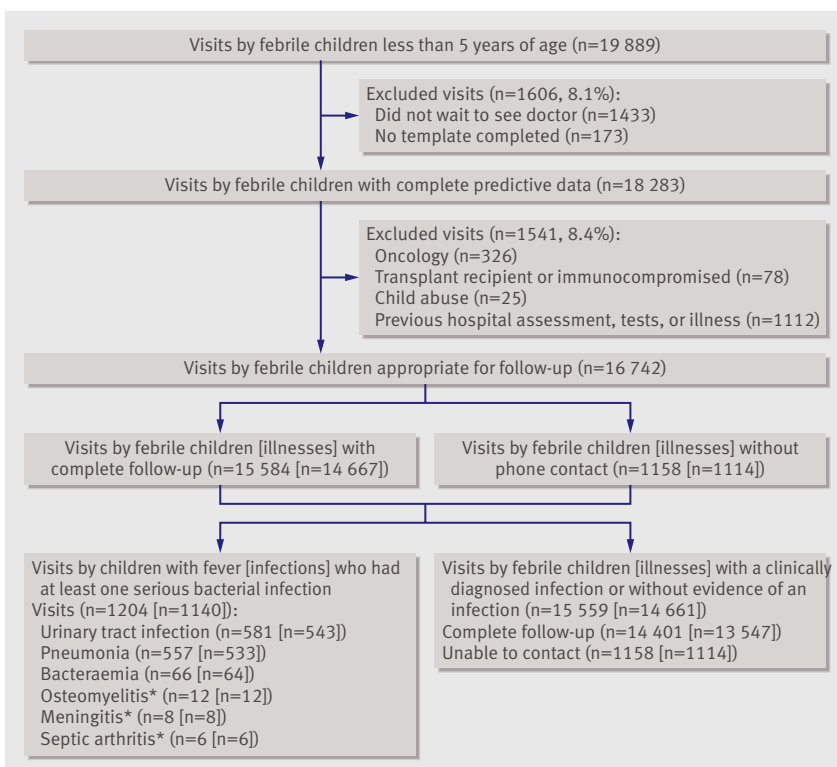 Visits by febrile children less than 5 years of age (n=19 889)
Excluded visits (n=1606, 8.1%):
Did not wait to see doctor (n=1433)
No template completed (n=173)
Visits by febrile children with complete predictive data (n=18 283)
Excluded visits (n=1541, 8.4%):
Oncology (n=326)
Transplant recipient or immunocompromised (n=78)
Child abuse (n=25)
Previous hospital assessment, tests, or illness (n=1112)
Visits by febrile children appropriate for follow-up (n=16 742)
Visits by febrile children [illnesses] with
complete follow-up (n=15 584 [n=14 667])
Visits by febrile children [illnesses] without
phone contact (n=1158 [n=1114])
Visits by children with fever [infections] who had
at least one serious bacterial infection
Visits (n=1204 [n=1140]):
Urinary tract infection (n=581 [n=543])
Pneumonia (n=557 [n=533])
Bacteraemia (n=66 [n=64])
Osteomyelitis* (n=12 [n=12])
Meningitis* (n=8 [n=8])
Septic arthritis* (n=6 [n=6])
Visits by febrile children [illnesses] with a clinically
diagnosed infection or without evidence of an
infection (n=15 559 [n=14 661])
Complete follow-up (n=14 401 [n=13 547])
Unable to contact (n=1158 [n=1114])